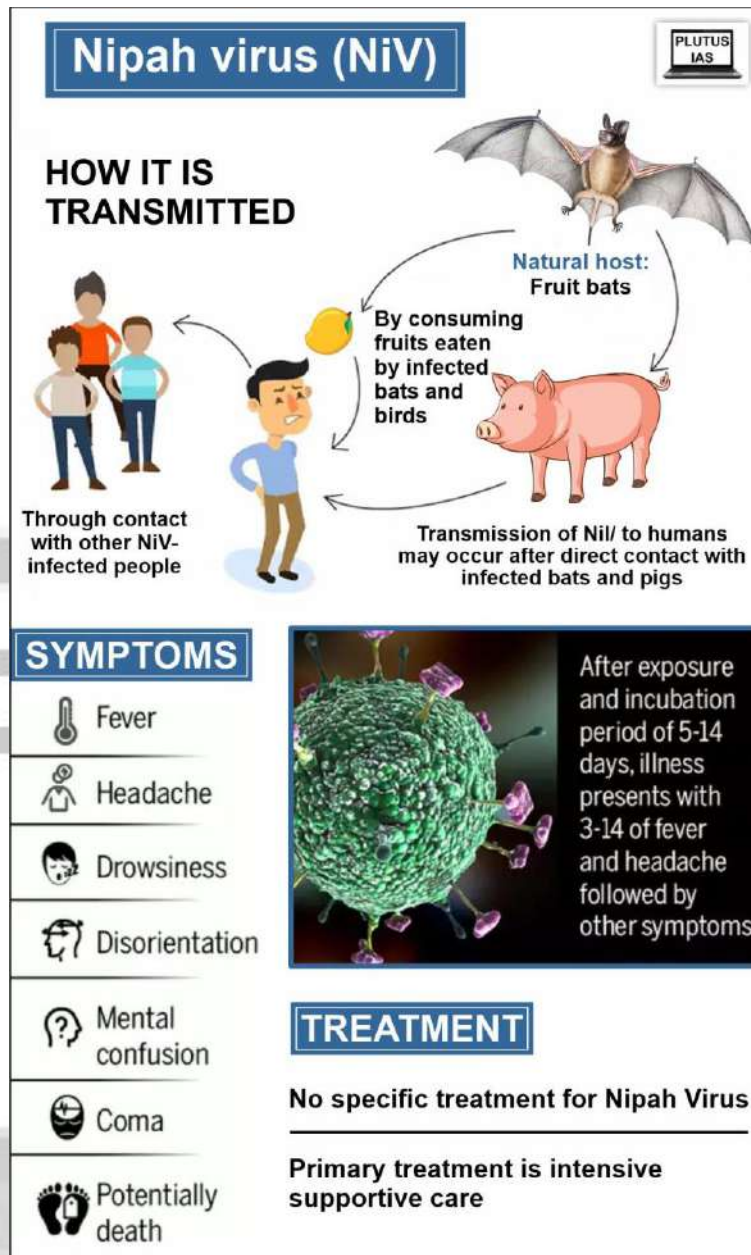 Nipah virus (NiV)
PLUTUS
IAS
HOW IT IS
TRANSMITTED
Natural host:
Fruit bats
By consuming
fruits eaten
by infected
bats and
birds
Through contact
with other NiV-
infected people
Transmission of Nil/ to humans
may occur after direct contact with
infected bats and pigs
SYMPTOMS
Fever
Headache
Drowsiness
Disorientation
Mental
confusion
Coma
Potentially
death
After exposure
and incubation
period of 5-14
days, illness
presents with
3-14 of fever
and headache
followed by
other symptoms
TREATMENT
No specific treatment for Nipah Virus
Primary treatment is intensive
supportive care